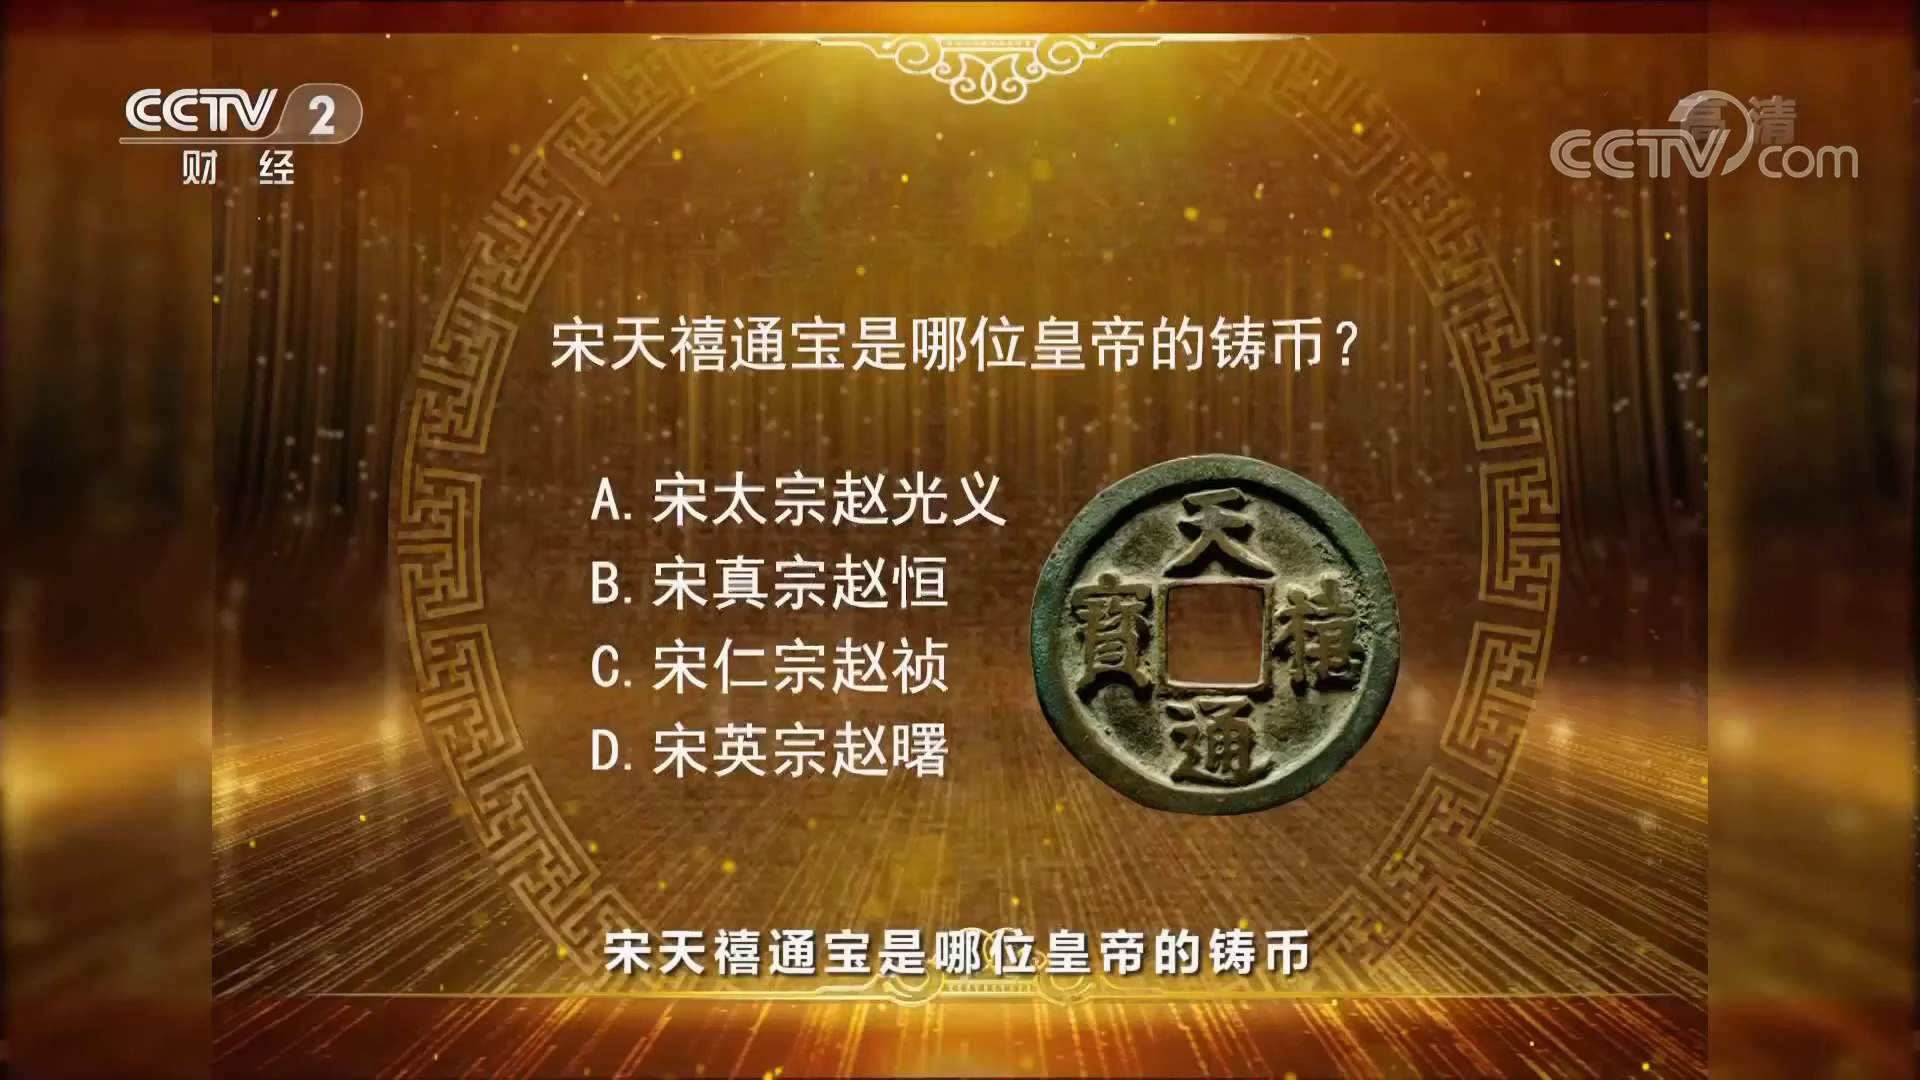 CCTV 2
财 经
高清
CCTV.com
宋天禧通宝是哪位皇帝的铸币？
A. 宋太宗赵光义
B. 宋真宗赵恒
C. 宋仁宗赵祯
D. 宋英宗赵曙
天
寶 禧
通
宋天禧通宝是哪位皇帝的铸币